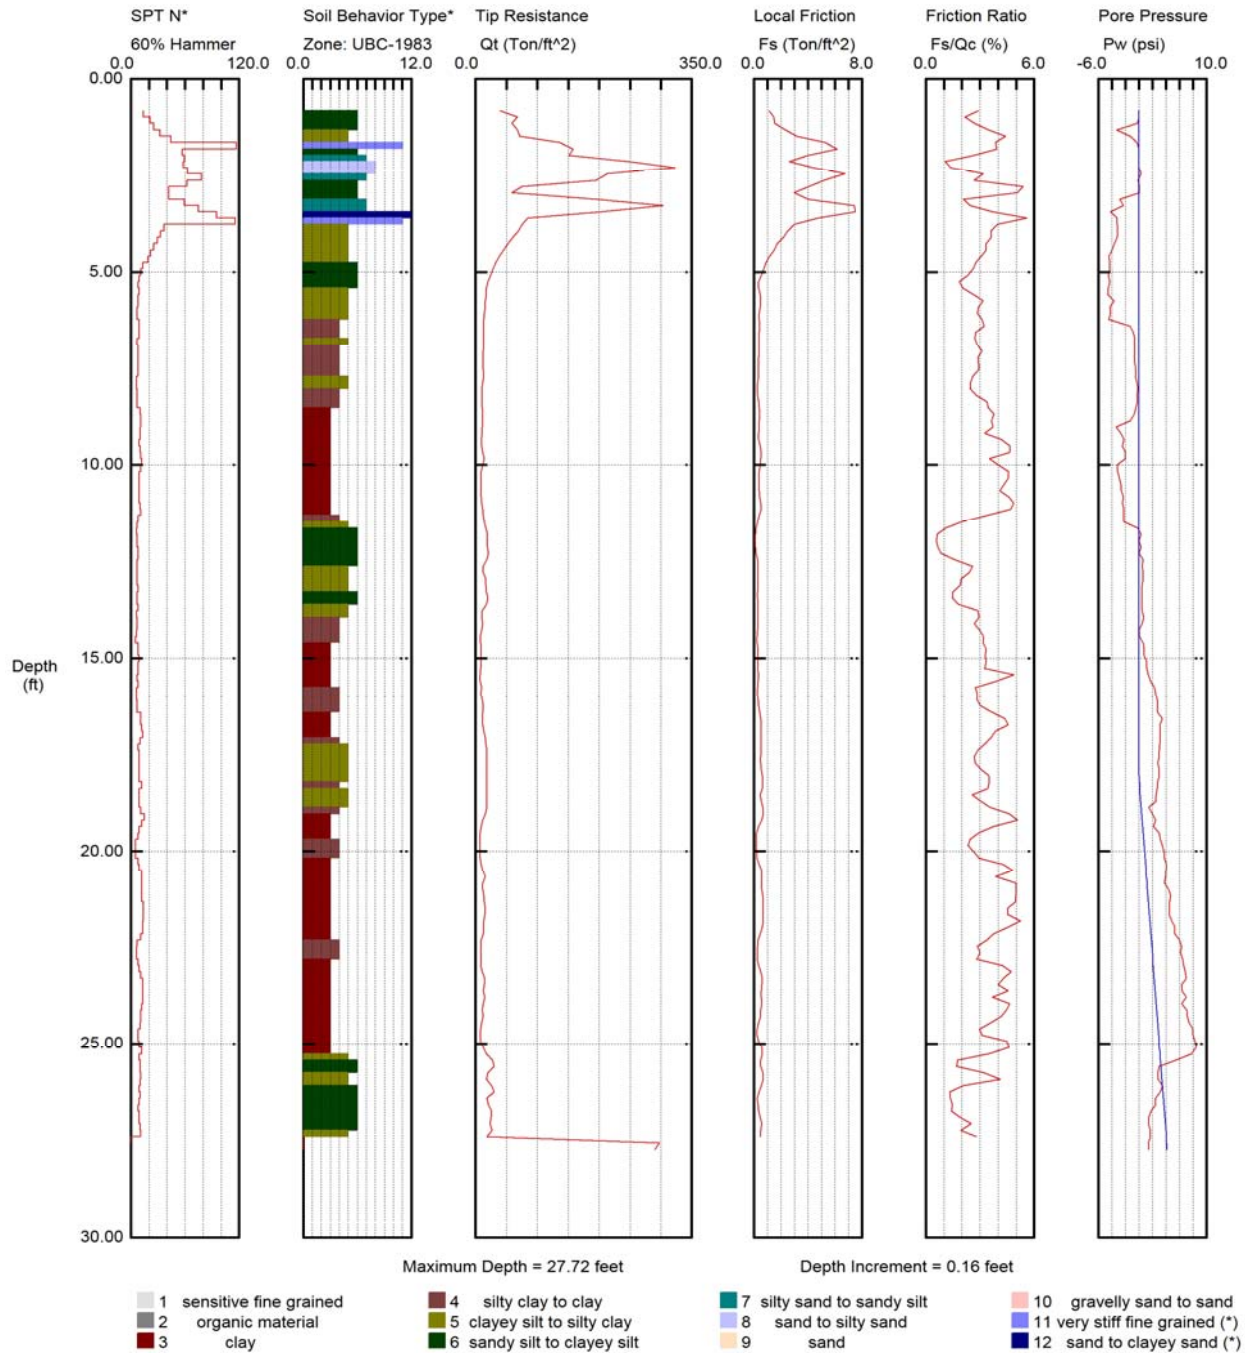 SPT N* Soil Behavior Type* Tip Resistance Local Friction Friction Ratio Pore Pressure
60% Hammer Zone: UBC-1983 Qt (Ton/ft^2) Fs (Ton/ft^2) Fs/Qc (%) Pw (psi)
0.0 120.0 0.0 12.0 0.0 350.0 0.0 8.0 0.0 6.0 -6.0 10.0
0.00
5.00
10.00
15.00
Depth
(ft)
20.00
25.00
30.00
Maximum Depth = 27.72 feet Depth Increment = 0.16 feet
1 sensitive fine grained 4 silty clay to clay 7 silty sand to sandy silt 10 gravelly sand to sand
2 organic material 5 clayey silt to silty clay 8 sand to silty sand 11 very stiff fine grained (*)
3 clay 6 sandy silt to clayey silt 9 sand 12 sand to clayey sand (*)